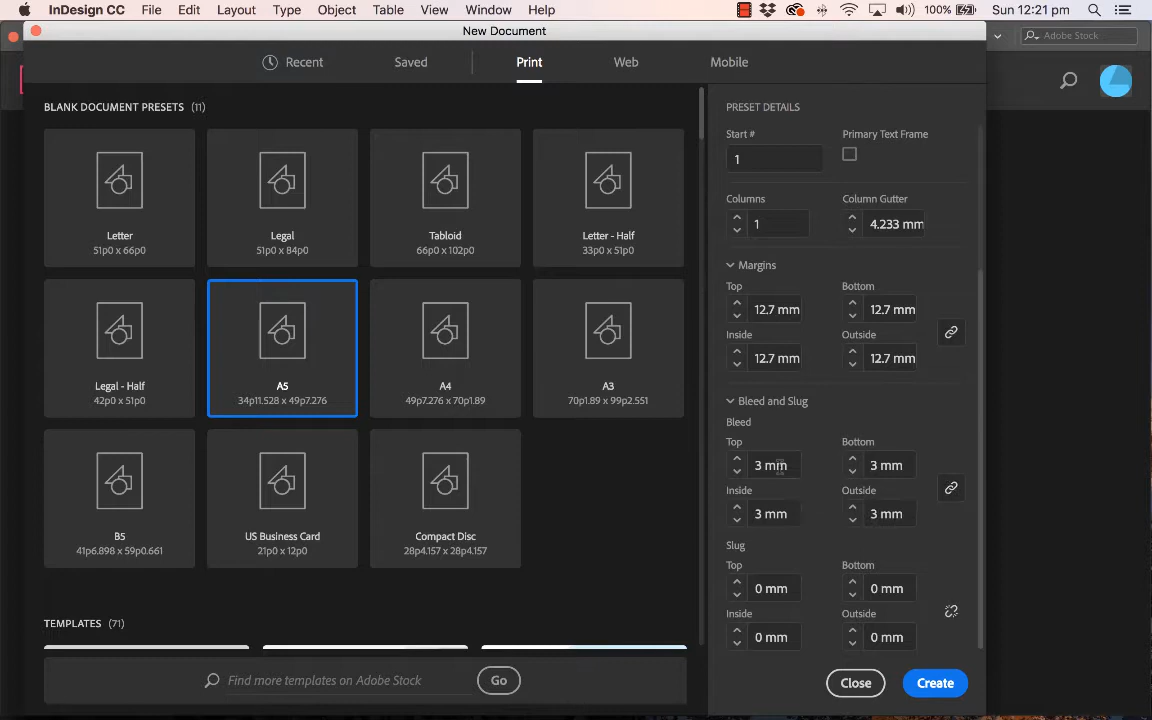 InDesign CC File Edit Layout Type Object Table View Window Help 100% Sun 12:21 pm
New Document
Adobe Stock
Recent Saved Print Web Mobile
BLANK DOCUMENT PRESETS (11)
Letter
51p0 x 66p0
Legal
51p0 x 84p0
Tabloid
66p0 x 102p0
Letter - Half
33p0 x 51p0
Legal - Half
42p0 x 51p0
A5
34p11.528 x 49p7.276
A4
49p7.276 x 70p1.89
A3
70p1.89 x 99p2.551
B5
41p6.898 x 59p0.661
US Business Card
21p0 x 12p0
Compact Disc
28p4.157 x 28p4.157
TEMPLATES (71)
Find more templates on Adobe Stock Go
PRESET DETAILS
Start # Primary Text Frame
1
Columns Column Gutter
1 4.233 mm
Margins
Top Bottom
12.7 mm 12.7 mm
Inside Outside
12.7 mm 12.7 mm
Bleed and Slug
Bleed
Top Bottom
3 mm 3 mm
Inside Outside
3 mm 3 mm
Slug
Top Bottom
0 mm 0 mm
Inside Outside
0 mm 0 mm
Close Create